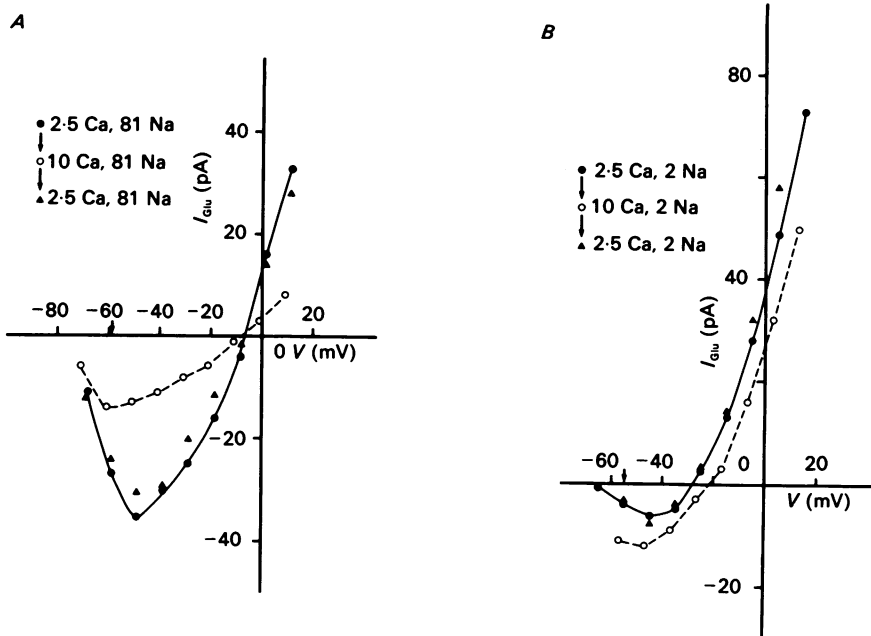 A
2·5 Ca, 81 Na
10 Ca, 81 Na
2·5 Ca, 81 Na
I Glu (pA)
40
20
−80 −60 −40 −20
0 V (mV) 20
−20
−40
B
2·5 Ca, 2 Na
10 Ca, 2 Na
2·5 Ca, 2 Na
I Glu (pA)
80
40
−60 −40 0 20
V (mV)
−20